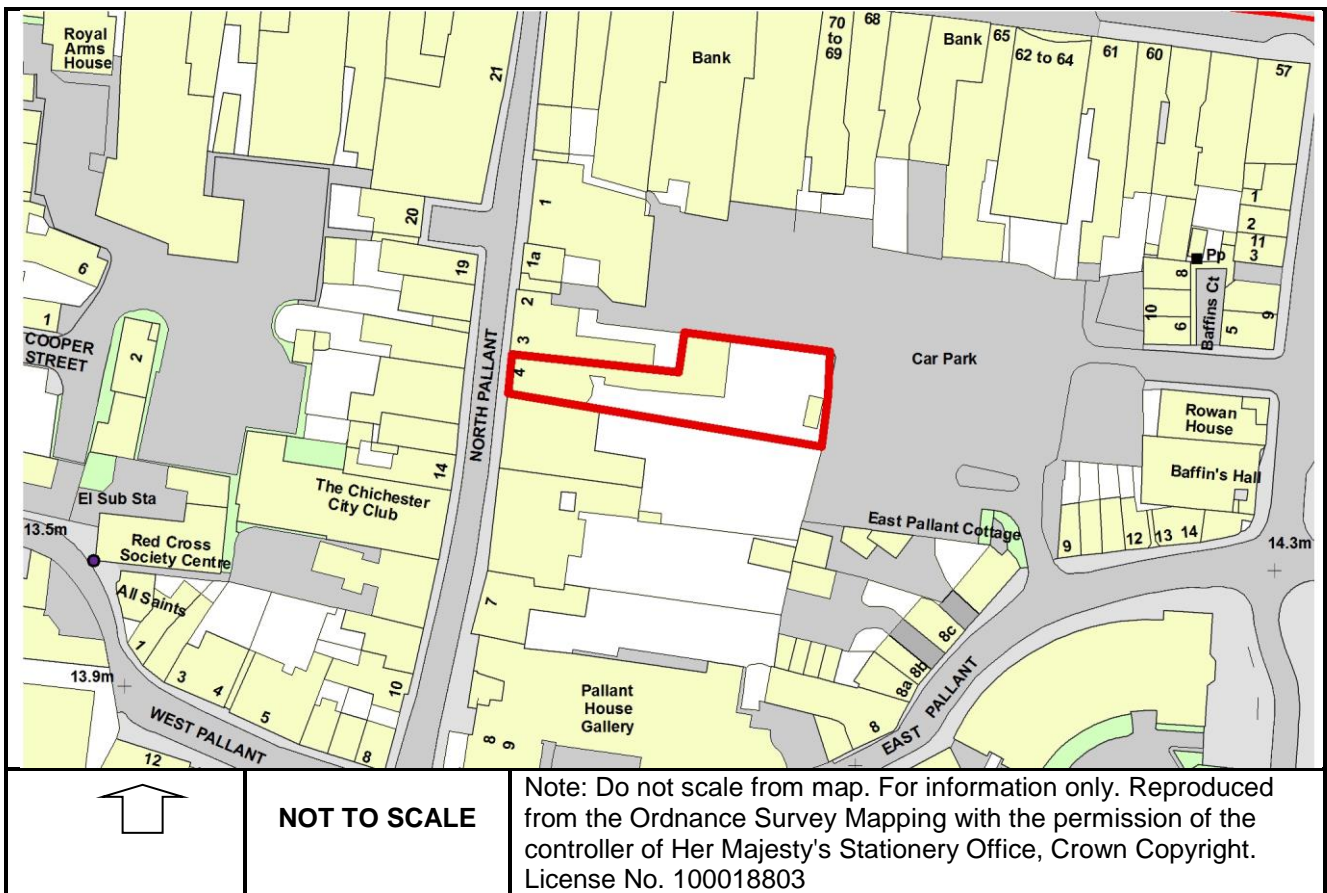 Royal
Arms
House
21
Bank
70
to
69
68
Bank
65
62 to 64
61
60
57
20
19
1
1a
2
3
4
6
1
COOPER
STREET
2
NORTH PALLANT
14
The Chichester
City Club
El Sub Sta
13.5m
Red Cross
Society Centre
All Saints
1
3
4
5
13.9m
WEST PALLANT
12
8
10
7
8
9
Pallant
House
Gallery
Car Park
1
2
11
3
Pp
8
10
6
Baffins Ct
5
9
Rowan
House
Baffin's Hall
East Pallant Cottage
9
12
13
14
14.3m
8c
8b
8a
8
EAST PALLANT
NOT TO SCALE
Note: Do not scale from map. For information only. Reproduced
from the Ordnance Survey Mapping with the permission of the
controller of Her Majesty's Stationery Office, Crown Copyright.
License No. 100018803